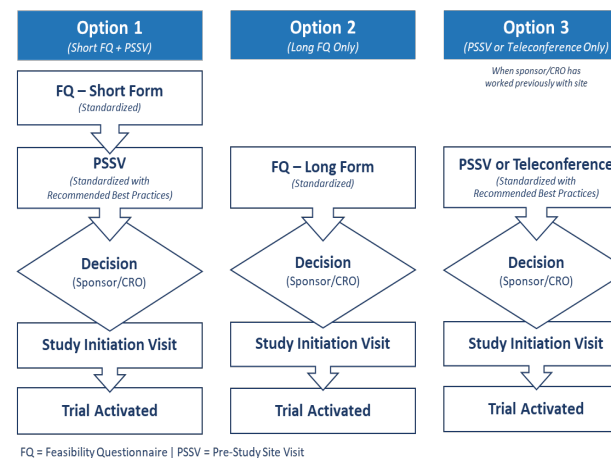 Option 1
(Short FQ + PSSV)
FQ – Short Form
(Standardized)
PSSV
(Standardized with
Recommended Best Practices)
Decision
(Sponsor/CRO)
Study Initiation Visit
Trial Activated
Option 2
(Long FQ Only)
FQ – Long Form
(Standardized)
Decision
(Sponsor/CRO)
Study Initiation Visit
Trial Activated
Option 3
(PSSV or Teleconference Only)
When sponsor/CRO has
worked previously with site
PSSV or Teleconference
(Standardized with
Recommended Best Practices)
Decision
(Sponsor/CRO)
Study Initiation Visit
Trial Activated
FQ = Feasibility Questionnaire | PSSV = Pre-Study Site Visit